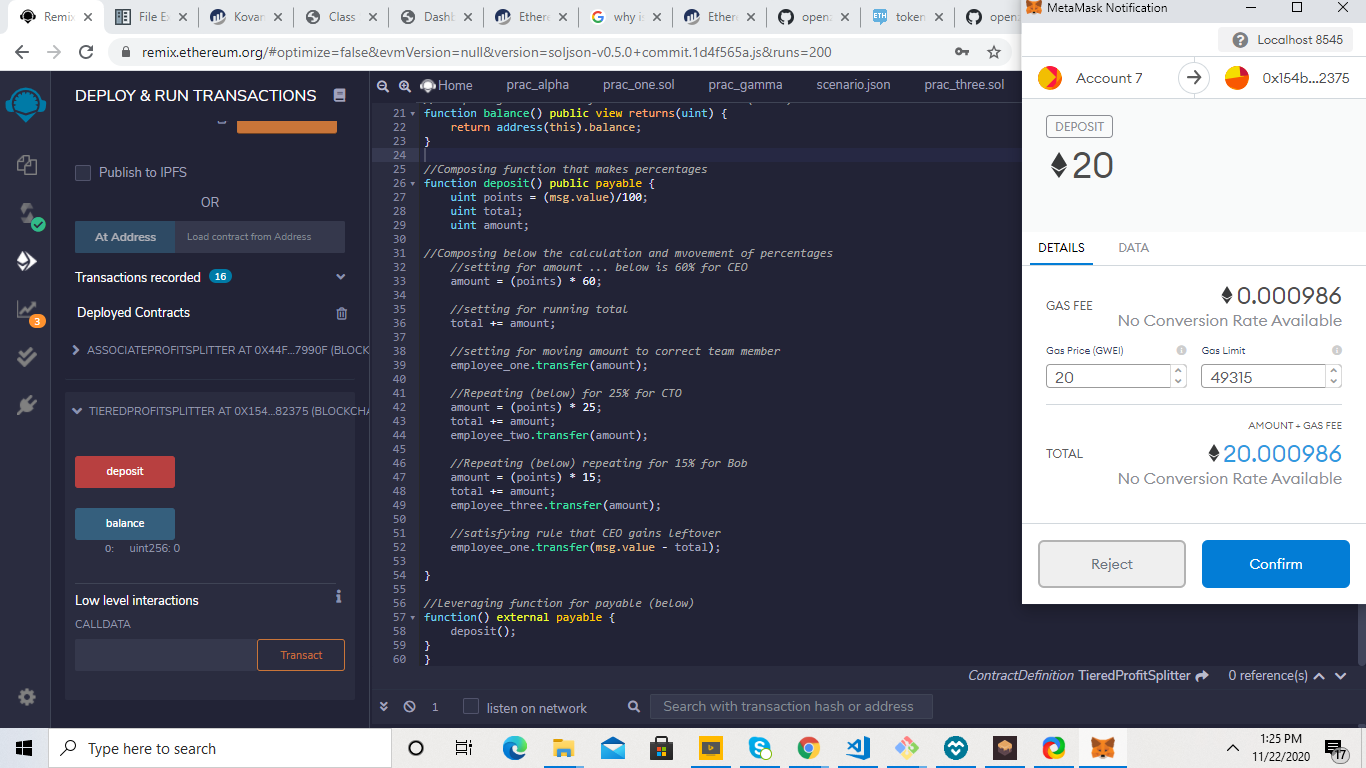 Remix
File E
Kovar
Class
Dashb
Ether
why is
Ether
open:
token
open
MetaMask Notification
remix.ethereum.org/#optimize=false&evmVersion=null&version=soljson-v0.5.0+commit.1d4f565a.js&runs=200
Localhost 8545
Account 7
0x154b...2375
DEPOSIT
20
DETAILS
DATA
GAS FEE
0.000986
No Conversion Rate Available
Gas Price (GWEI)
Gas Limit
20
49315
AMOUNT + GAS FEE
TOTAL
20.000986
No Conversion Rate Available
Reject
Confirm
DEPLOY & RUN TRANSACTIONS
Publish to IPFS
OR
At Address
Load contract from Address
Transactions recorded 16
Deployed Contracts
3
ASSOCIATEPROFITSPLITTER AT 0X44F...7990F (BLOCK
TIEREDPROFITSPLITTER AT 0X154...82375 (BLOCKCHA
deposit
balance
0: uint256: 0
Low level interactions
CALLDATA
Transact
Home
prac_alpha
prac_one.sol
prac_gamma
scenario.json
prac_three.sol
21 function balance() public view returns(uint) {
22 return address(this).balance;
23 }
24
25 //Composing function that makes percentages
26 function deposit() public payable {
27 uint points = (msg.value)/100;
28 uint total;
29 uint amount;
30
31 //Composing below the calculation and mvovement of percentages
32 //setting for amount ... below is 60% for CEO
33 amount = (points) * 60;
34
35 //setting for running total
36 total += amount;
37
38 //setting for moving amount to correct team member
39 employee_one.transfer(amount);
40
41 //Repeating (below) for 25% for CTO
42 amount = (points) * 25;
43 total += amount;
44 employee_two.transfer(amount);
45
46 //Repeating (below) repeating for 15% for Bob
47 amount = (points) * 15;
48 total += amount;
49 employee_three.transfer(amount);
50
51 //satisfying rule that CEO gains leftover
52 employee_one.transfer(msg.value - total);
53
54 }
55
56 //Leveraging function for payable (below)
57 function() external payable {
58 deposit();
59 }
60 }
ContractDefinition TieredProfitSplitter
0 reference(s)
1
listen on network
Search with transaction hash or address
Type here to search
1:25 PM
11/22/2020
17